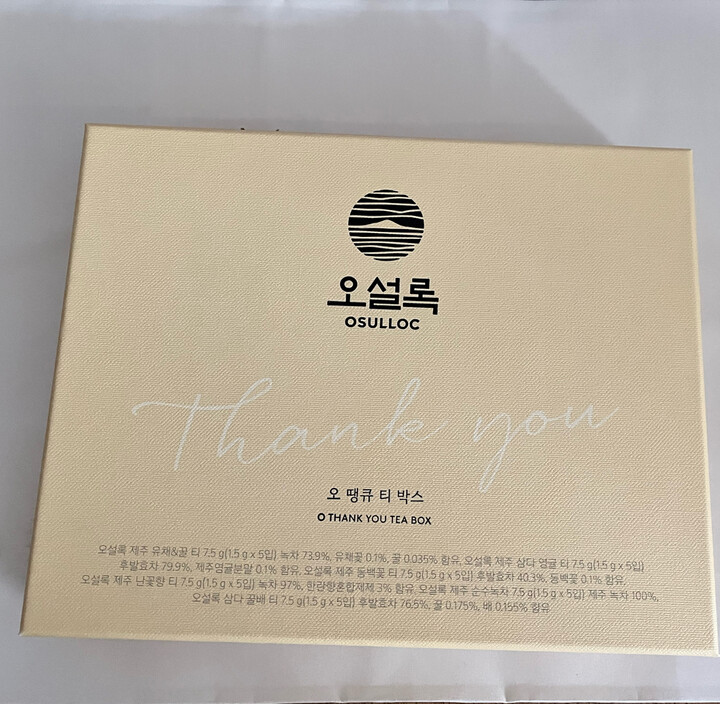 오설록
OSULLOC
Thank you
오 땡큐 티 박스
O THANK YOU TEA BOX
오설록 제주 유채&꿀 티 7.5 g(1.5 g x 5입) 녹차 73.9%, 유채꽃 0.1%, 꿀 0.035% 함유, 오설록 제주 삼다 영귤 티 7.5 g(1.5 g x 5입)
후발효차 79.9%, 제주영귤분말 0.1% 함유, 오설록 제주 동백꽃 티 7.5 g(1.5 g x 5입) 후발효차 40.3%, 동백꽃 0.1% 함유,
오설록 제주 난꽃향 티 7.5 g(1.5 g x 5입) 녹차 97%, 한란향혼합제제 3% 함유, 오설록 제주 순수녹차 7.5 g(1.5 g x 5입) 제주 녹차 100%,
오설록 삼다 꿀배 티 7.5 g(1.5 g x 5입) 후발효차 76.5%, 꿀 0.175%, 배 0.155% 함유